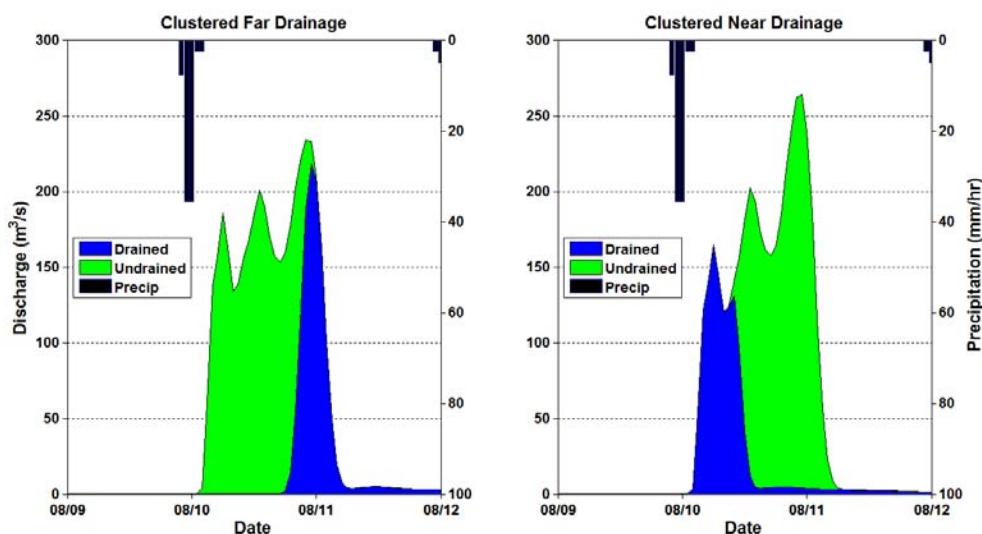 Clustered Far Drainage
300
250
200
150
100
50
0
Discharge (m³/s)
0
20
40
60
80
100
Drained
Undrained
Precip
08/09
08/10
08/11
08/12
Date
Clustered Near Drainage
300
250
200
150
100
50
0
0
20
40
60
80
100
Precipitation (mm/hr)
Drained
Undrained
Precip
08/09
08/10
08/11
08/12
Date